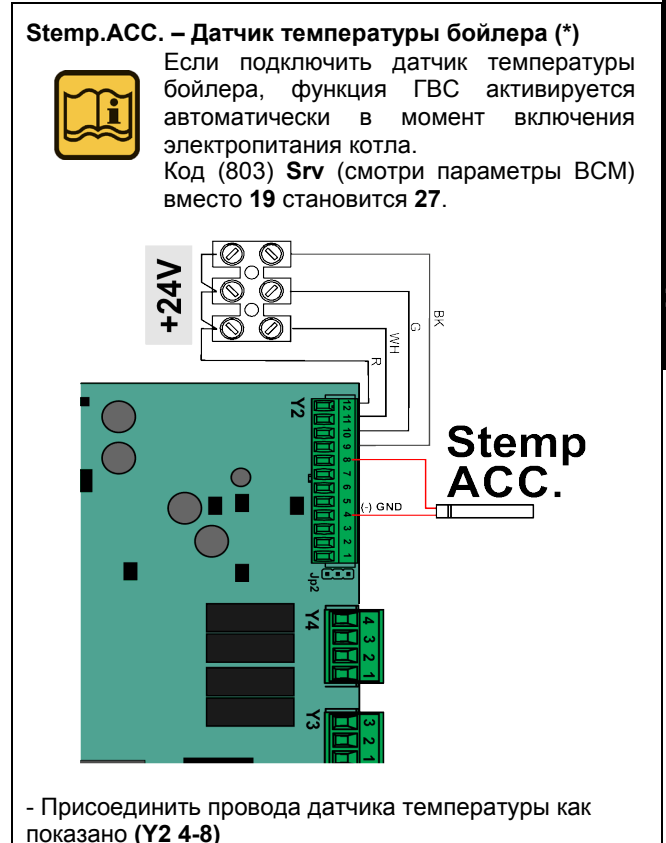 Stemp.ACC. – Датчик температуры бойлера (*)
Если подключить датчик температуры
бойлера, функция ГВС активируется
автоматически в момент включения
электропитания котла.
Код (803) Srv (смотри параметры BCM)
вместо 19 становится 27.
+24V
BK
G
WH
R
Y2
12
11
10
9
8
7
6
5
4
3
2
1
Stemp
ACC.
(-) GND
Jp2
Y4
4
3
2
1
Y3
3
2
1
- Присоединить провода датчика температуры как
показано (Y2 4-8)